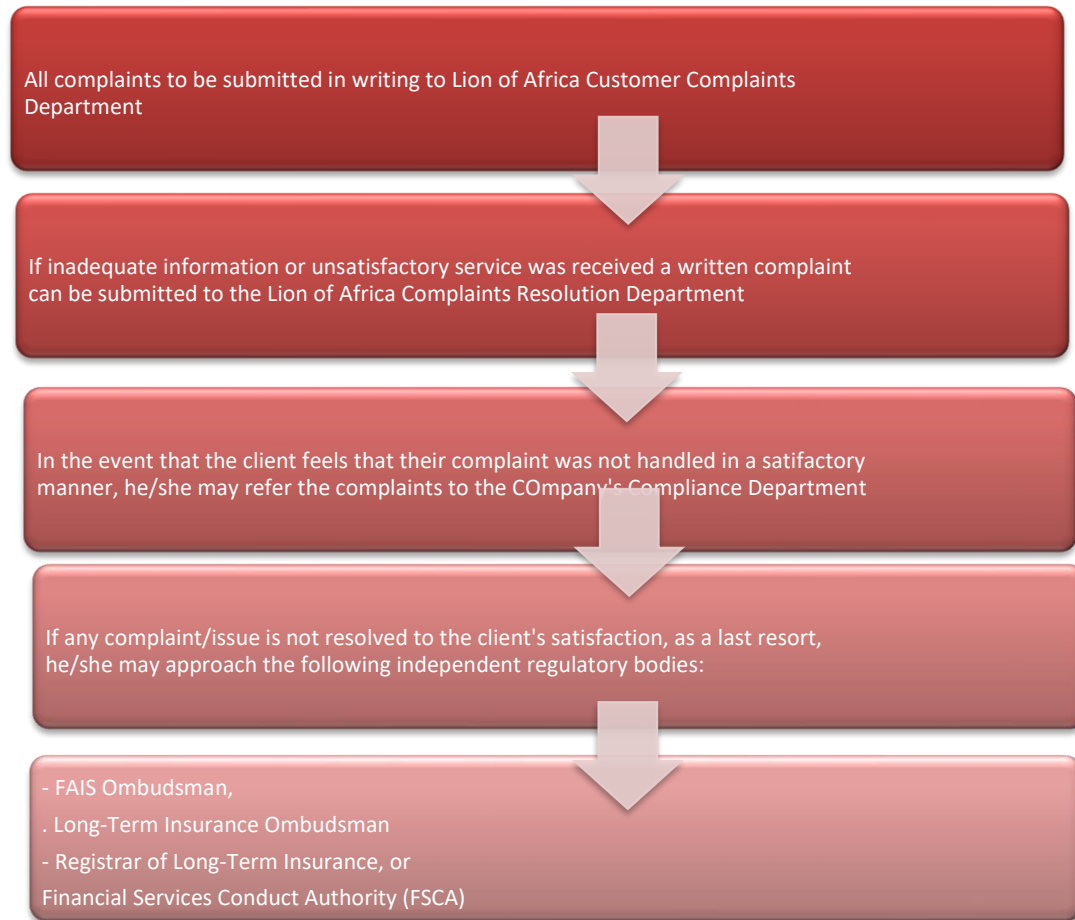 All complaints to be submitted in writing to Lion of Africa Customer Complaints
Department
If inadequate information or unsatisfactory service was received a written complaint
can be submitted to the Lion of Africa Complaints Resolution Department
In the event that the client feels that their complaint was not handled in a satifactory
manner, he/she may refer the complaints to the COmpany's Compliance Department
If any complaint/issue is not resolved to the client's satisfaction, as a last resort,
he/she may approach the following independent regulatory bodies:
- FAIS Ombudsman,
. Long-Term Insurance Ombudsman
- Registrar of Long-Term Insurance, or
Financial Services Conduct Authority (FSCA)